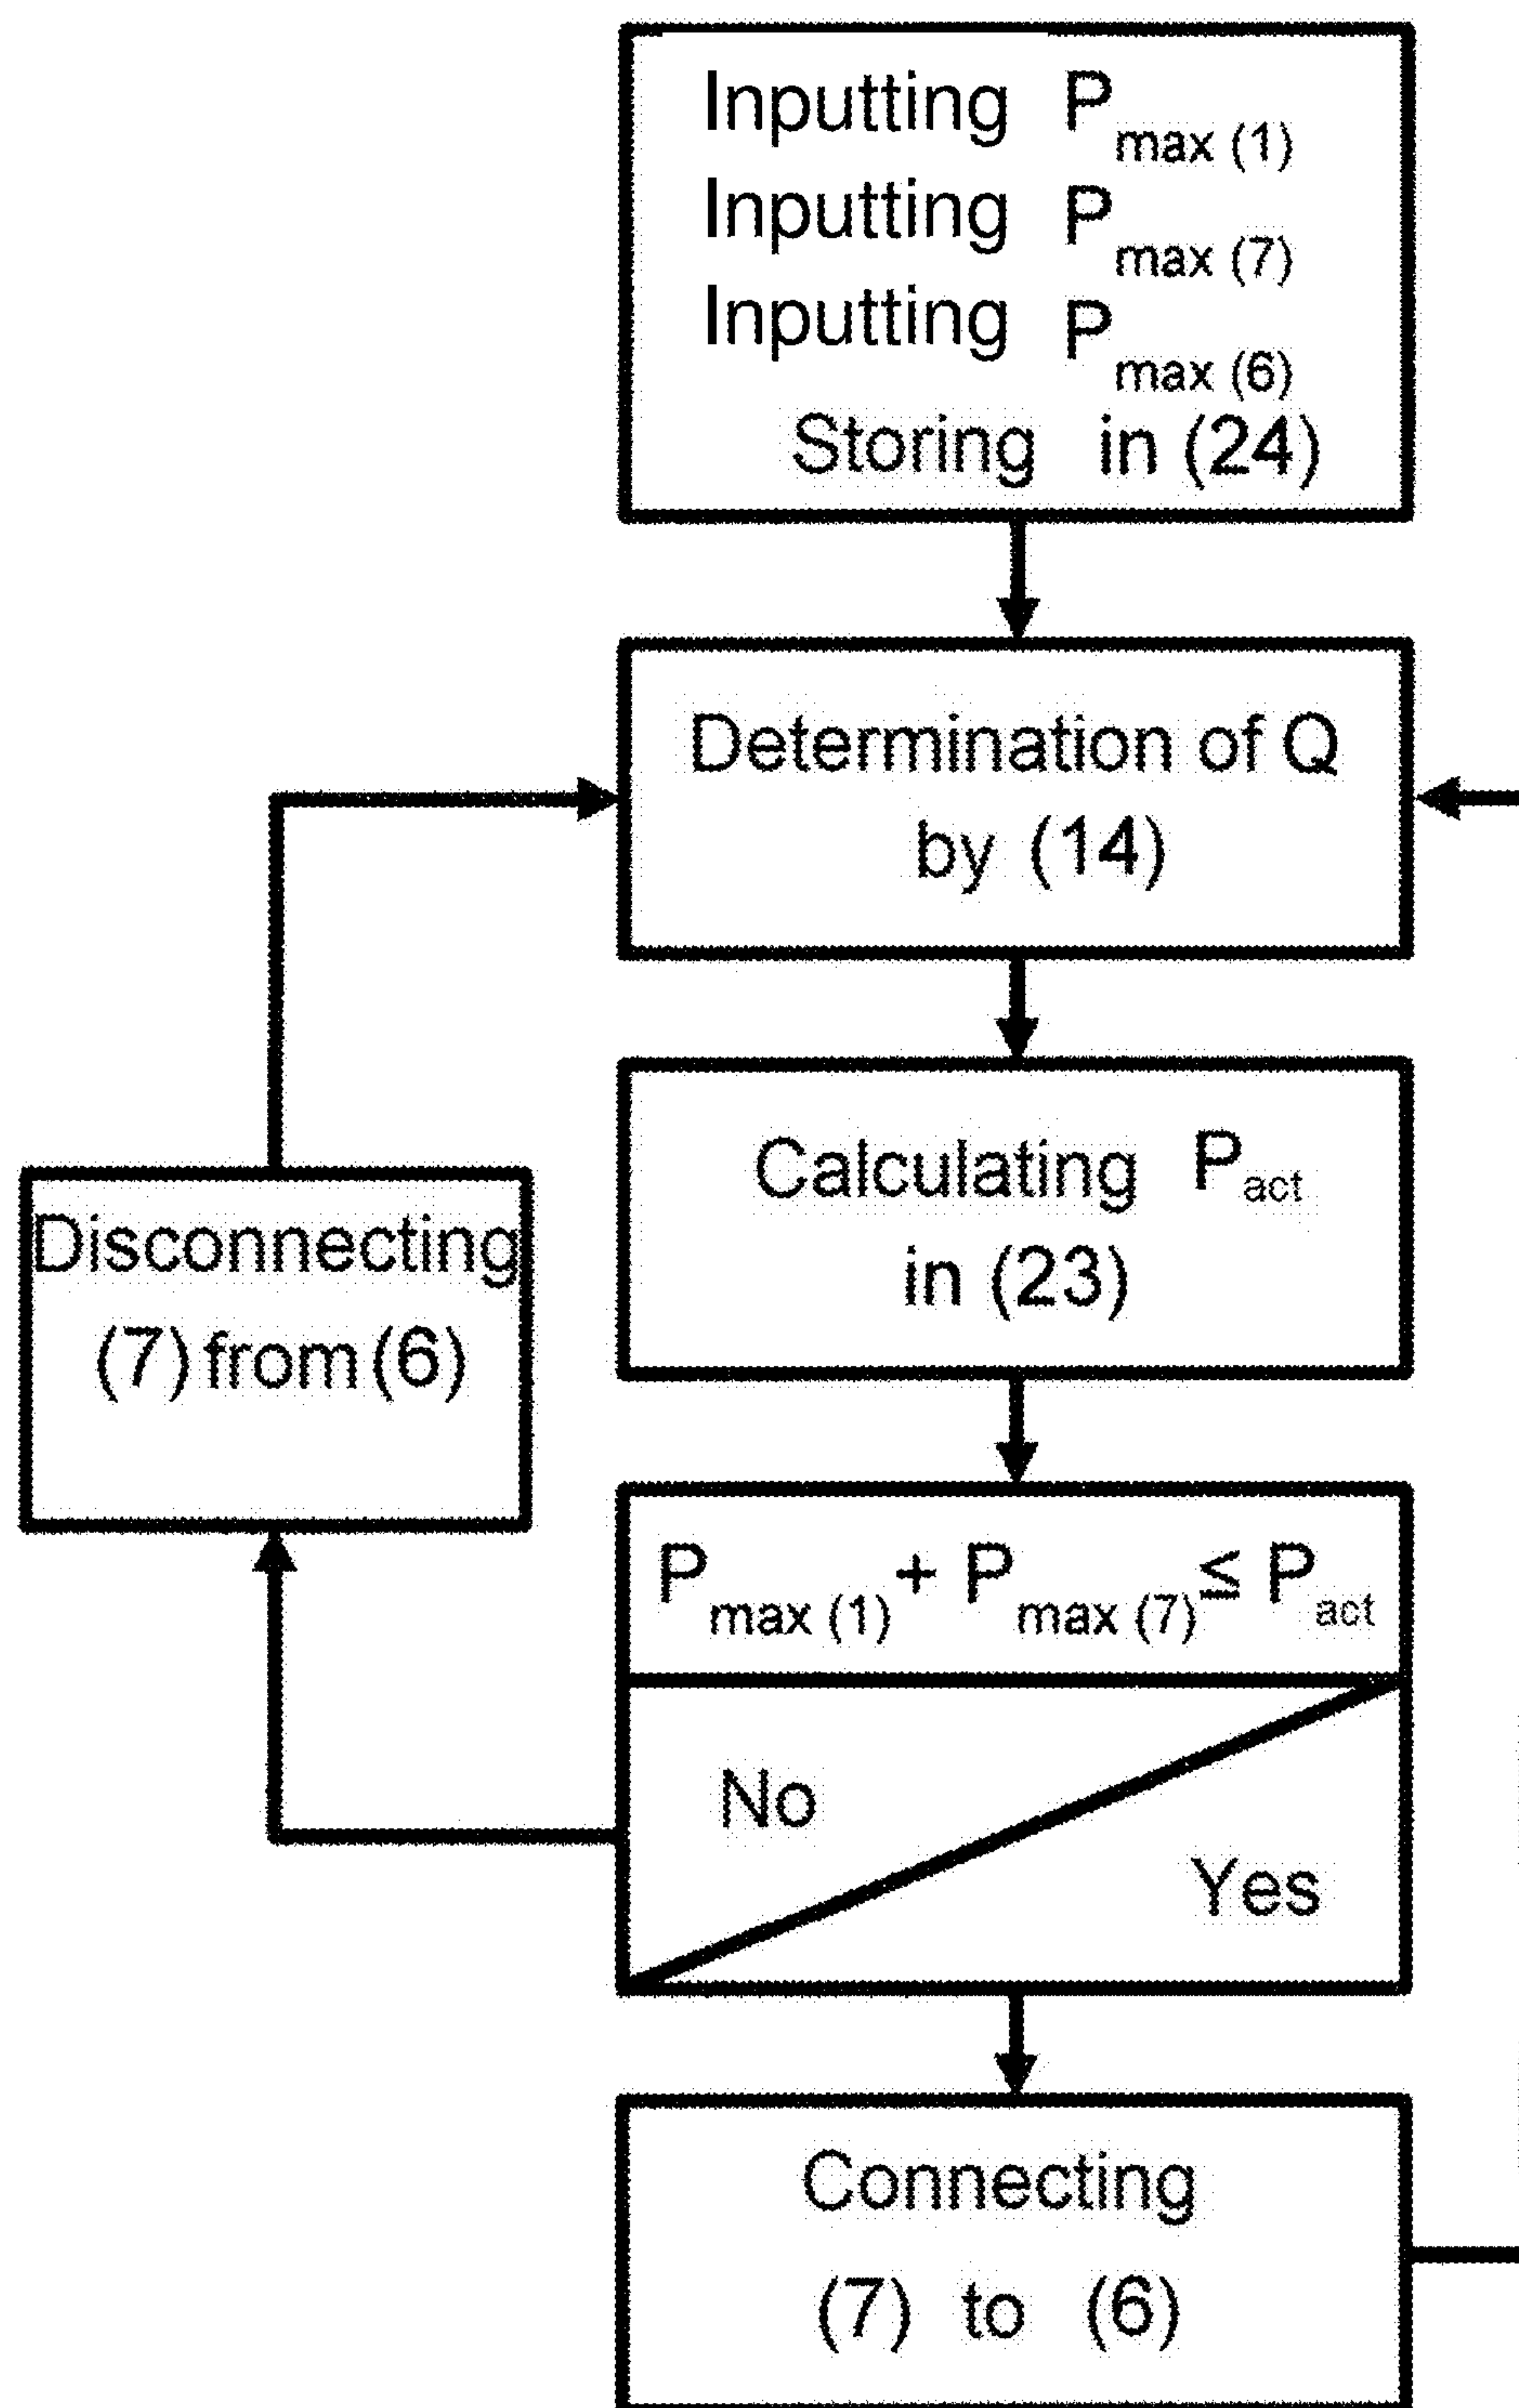 Inputting P max (1)
Inputting P max (7)
Inputting P max (6)
Storing in (24)
Determination of Q
by (14)
Calculating P act
in (23)
Disconnecting
(7) from (6)
P max (1) + P max (7) ≤ P act
No
Yes
Connecting
(7) to (6)